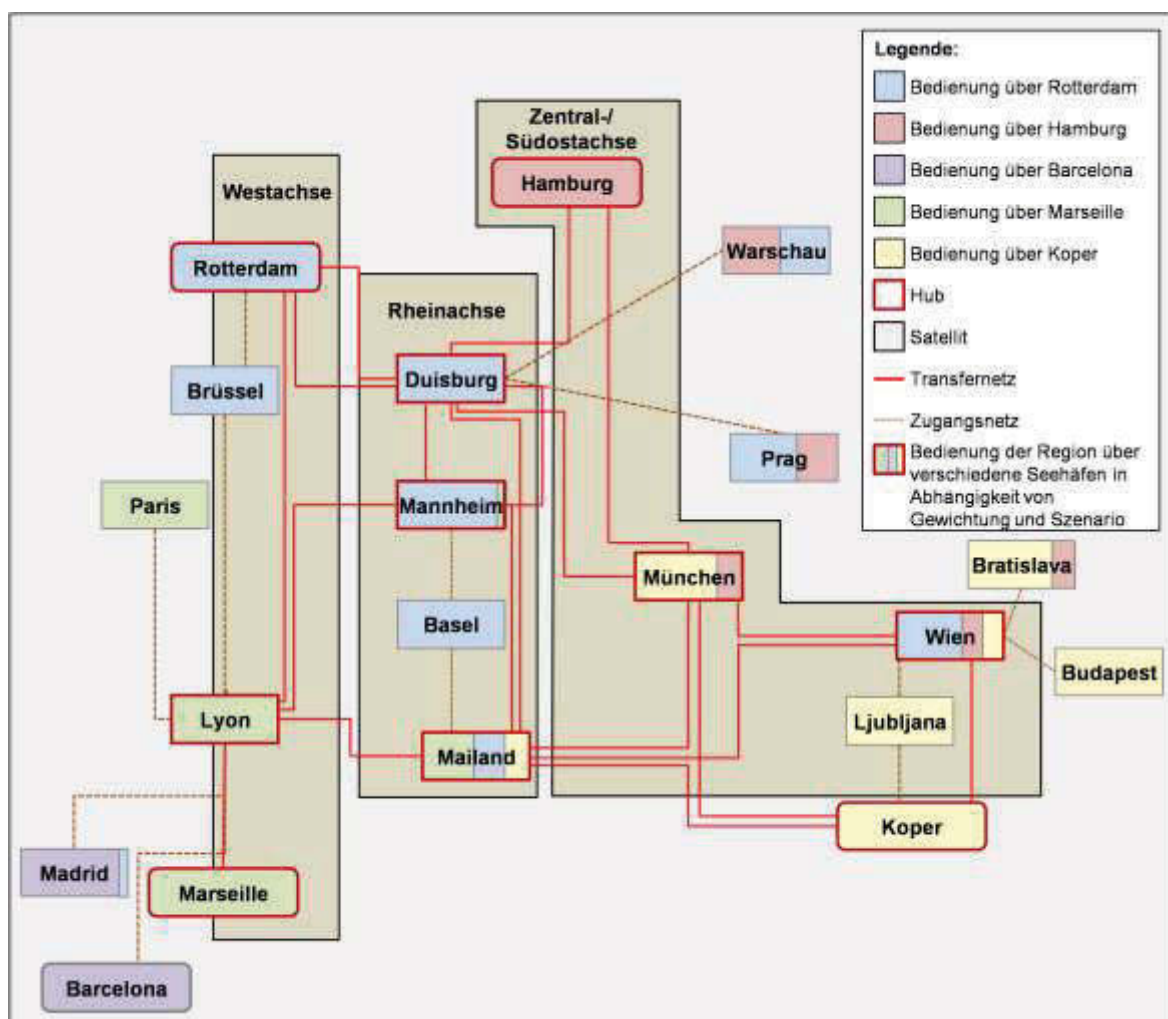 Legende:
Bedienung über Rotterdam
Bedienung über Hamburg
Bedienung über Barcelona
Bedienung über Marseille
Bedienung über Koper
Hub
Satellit
Transfernetz
Zugangsnetz
Bedienung der Region über
verschiedene Seehäfen in
Abhängigkeit von
Gewichtung und Szenario
Zentral-/
Südostachse
Hamburg
Westachse
Rotterdam
Warschau
Rheinachse
Duisburg
Brüssel
Prag
Paris
Mannheim
München
Bratislava
Basel
Wien
Budapest
Lyon
Ljubljana
Mailand
Koper
Madrid
Marseille
Barcelona